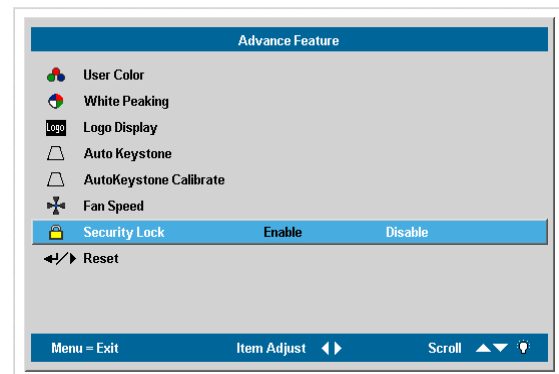 Advance Feature
User Color
White Peaking
Logo Logo Display
Auto Keystone
AutoKeystone Calibrate
Fan Speed
Security Lock Enable Disable
Reset
Menu = Exit Item Adjust Scroll